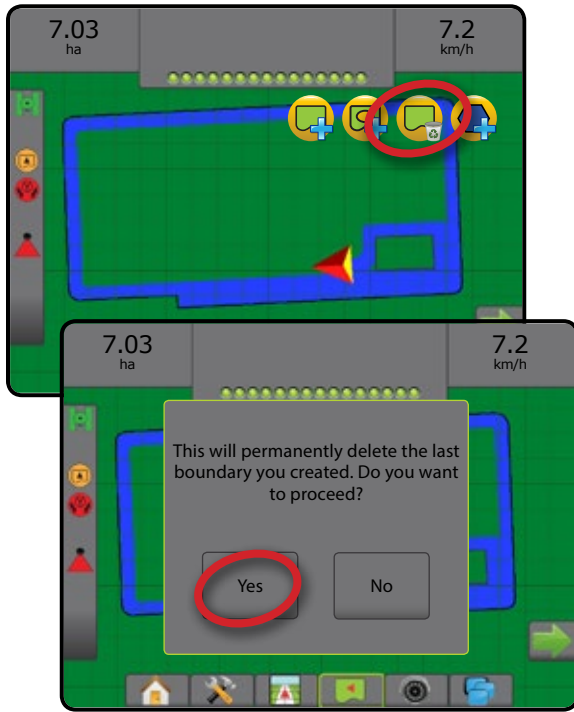 7.03
ha
7.2
km/h
7.03
ha
7.2
km/h
This will permanently delete the last
boundary you created. Do you want
to proceed?
Yes
No